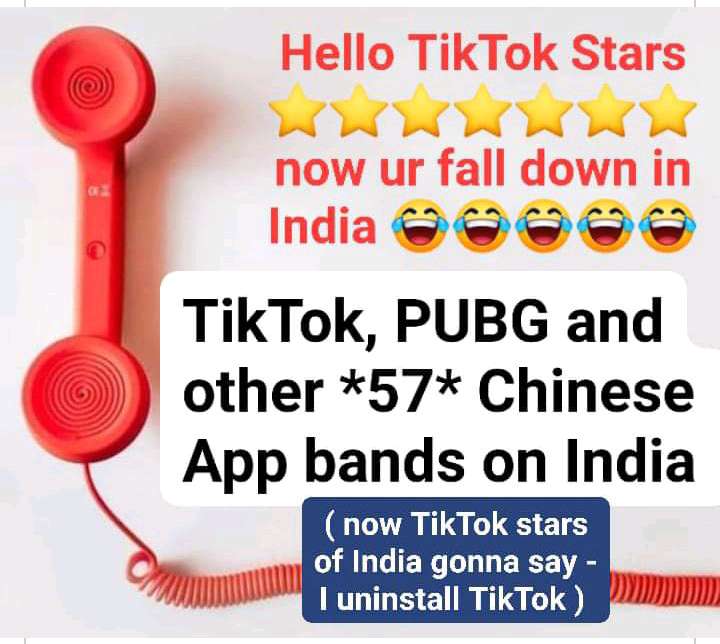 Hello TikTok Stars
⭐⭐⭐⭐⭐⭐⭐
now ur fall down in
India 😂😂😂😂😂
TikTok, PUBG and
other *57* Chinese
App bands on India
( now TikTok stars
of India gonna say -
I uninstall TikTok )